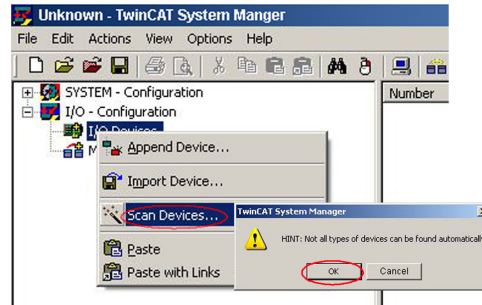 Unknown - TwinCAT System Manger
File Edit Actions View Options Help
SYSTEM - Configuration
Number
I/O - Configuration
I/O Devices
M
Append Device...
Import Device...
Scan Devices...
TwinCAT System Manager
HINT: Not all types of devices can be found automatically
OK Cancel
Paste
Paste with Links